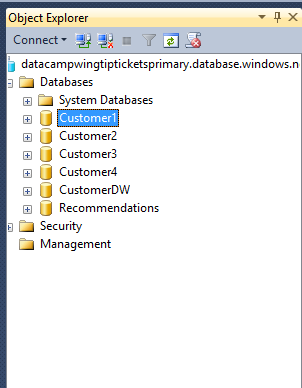 Object Explorer
Connect
datacampwingtipticketsprimary.database.windows.n
Databases
System Databases
Customer1
Customer2
Customer3
Customer4
CustomerDW
Recommendations
Security
Management